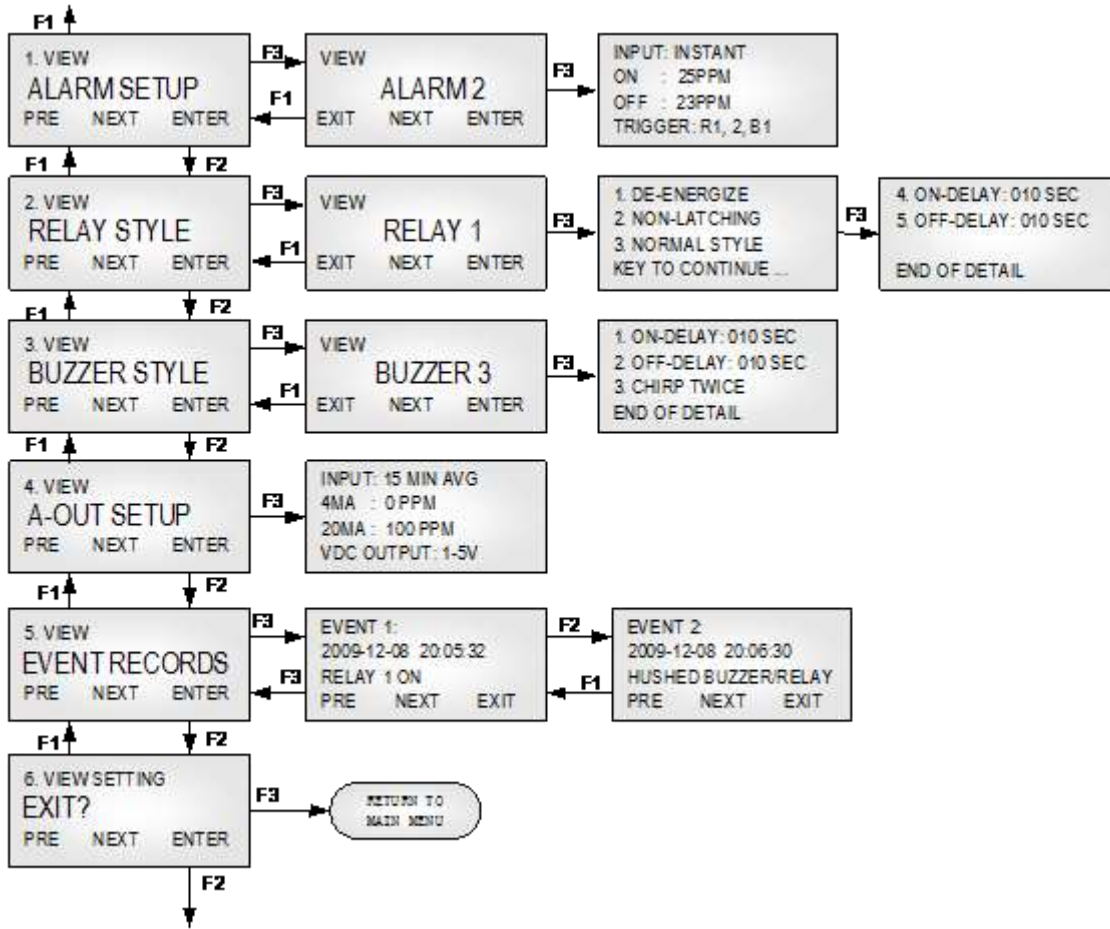 F1
1. VIEW
ALARM SETUP
PRE NEXT ENTER
F3
F1
VIEW
ALARM 2
EXIT NEXT ENTER
F3
INPUT: INSTANT
ON : 25PPM
OFF : 23PPM
TRIGGER: R1, 2, B1
F1
F2
2. VIEW
RELAY STYLE
PRE NEXT ENTER
F3
F1
VIEW
RELAY 1
EXIT NEXT ENTER
F3
1. DE-ENERGIZE
2. NON-LATCHING
3. NORMAL STYLE
KEY TO CONTINUE ...
F3
4. ON-DELAY: 010 SEC
5. OFF-DELAY: 010 SEC
END OF DETAIL
F1
F2
3. VIEW
BUZZER STYLE
PRE NEXT ENTER
F3
F1
VIEW
BUZZER 3
EXIT NEXT ENTER
F3
1. ON-DELAY: 010 SEC
2. OFF-DELAY: 010 SEC
3. CHIRP TWICE
END OF DETAIL
F1
F2
4. VIEW
A-OUT SETUP
PRE NEXT ENTER
F3
INPUT: 15 MIN AVG
4MA : 0 PPM
20MA : 100 PPM
VDC OUTPUT: 1-5V
F1
F2
5. VIEW
EVENT RECORDS
PRE NEXT ENTER
F3
F3
EVENT 1:
2009-12-08 20:05:32
RELAY 1 ON
PRE NEXT EXIT
F2
F1
EVENT 2:
2009-12-08 20:06:30
HUSHED BUZZER/RELAY
PRE NEXT EXIT
F1
F2
6. VIEW SETTING
EXIT?
PRE NEXT ENTER
F3
RETURN TO
MAIN MENU
F2